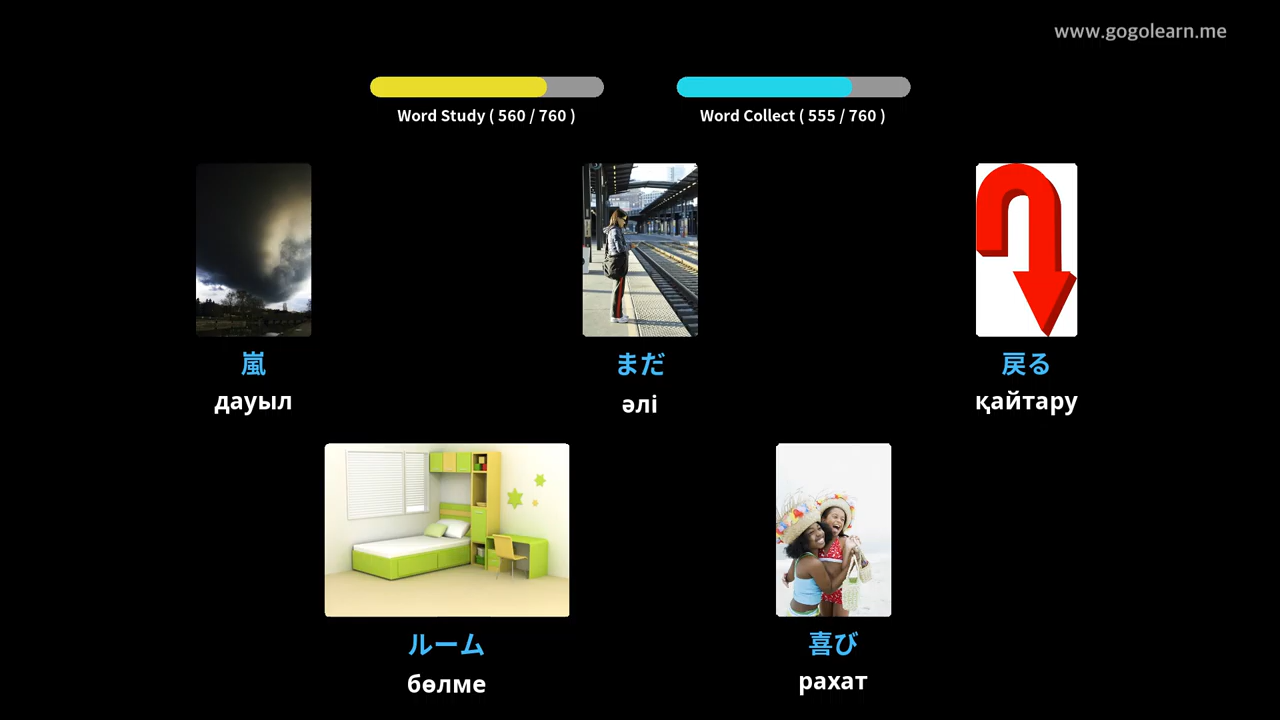 www.gogolearn.me
Word Study ( 560 / 760 )
Word Collect ( 555 / 760 )
嵐
дауыл
まだ
әлі
戻る
қайтару
ルーム
бөлме
喜び
рахат